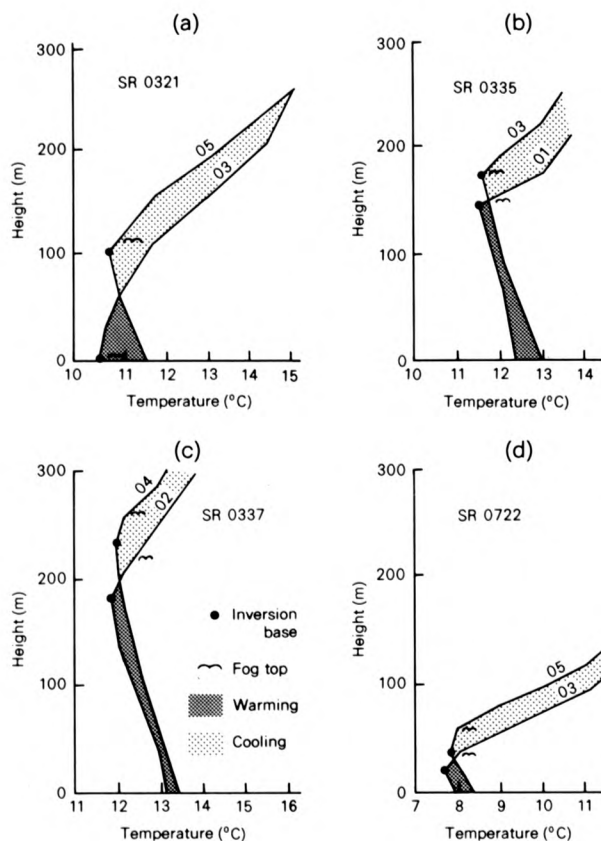 (a)
300
SR 0321
05
03
200
Height (m)
100
0
10 11 12 13 14 15
Temperature (°C)
(b)
300
SR 0335
03
01
200
Height (m)
100
0
11 12 13 14
Temperature (°C)
(c)
300
04
02
SR 0337
200
Height (m)
100
0
12 13 14 15 16
Temperature (°C)
Inversion
base
Fog top
Warming
Cooling
(d)
300
SR 0722
200
Height (m)
100
05
03
0
7 8 9 10 11
Temperature (°C)